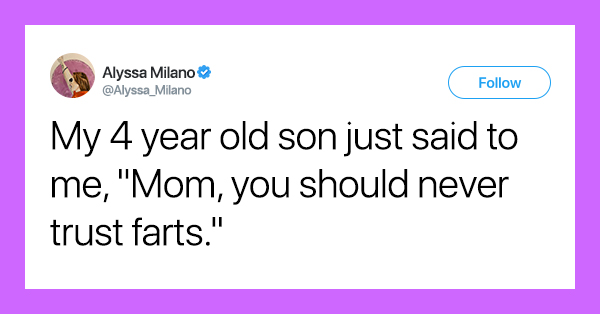 Alyssa Milano
@Alyssa_Milano
Follow
My 4 year old son just said to
me, "Mom, you should never
trust farts."